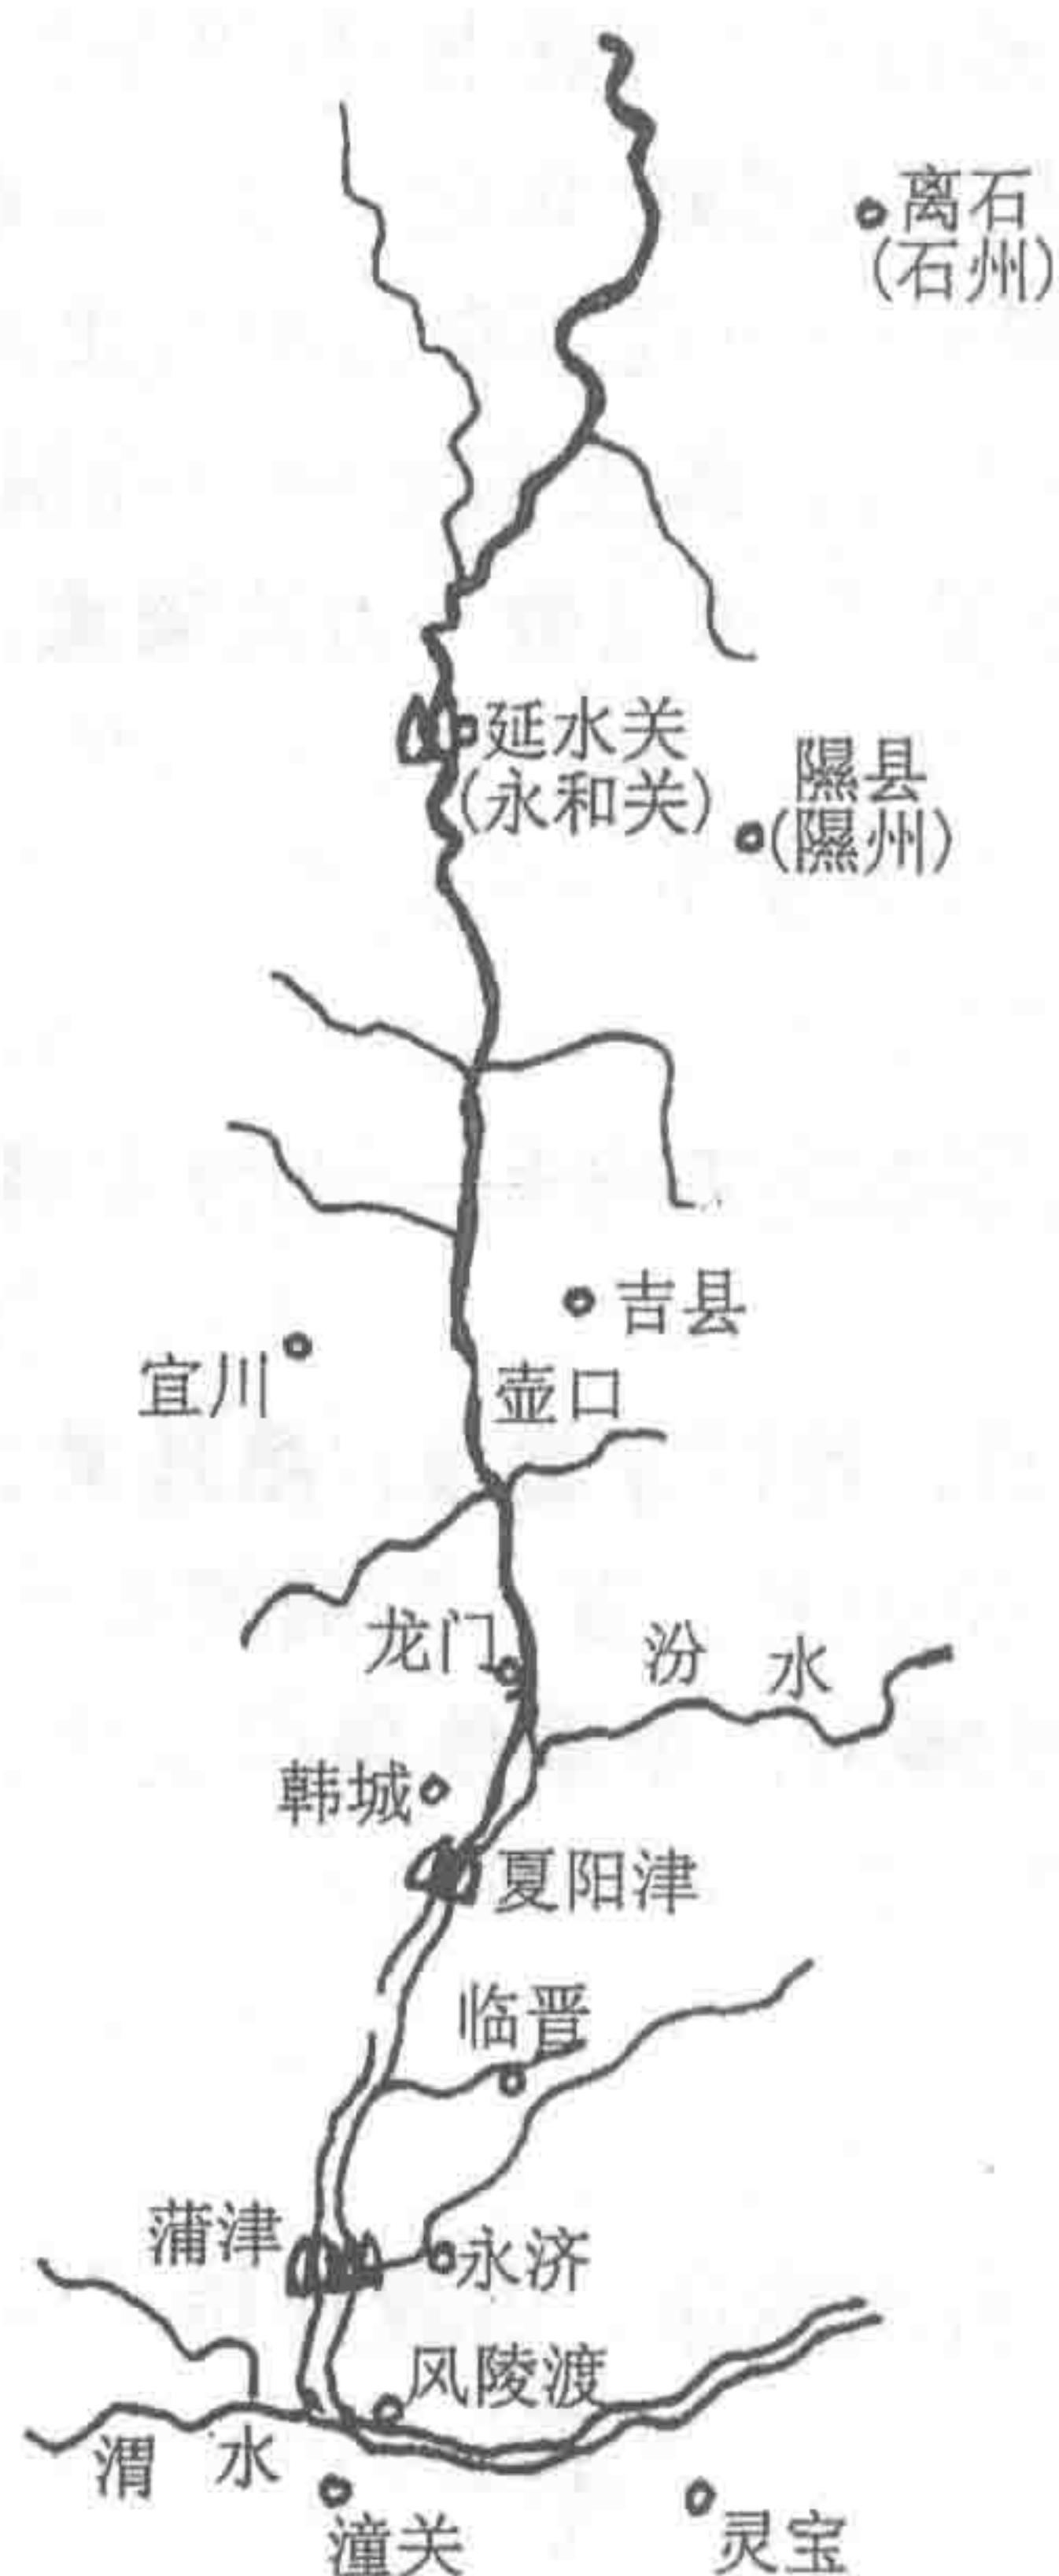 离石
(石州)
延水关
(永和关)
隰县
(隰州)
吉县
宜川
壶口
龙门
汾水
韩城
夏阳津
临晋
蒲津
永济
风陵渡
渭水
潼关
灵宝